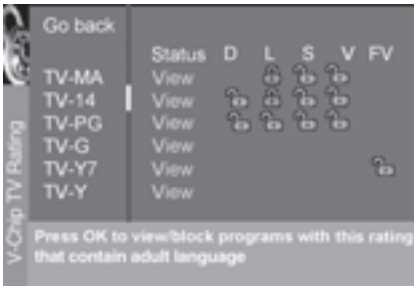 Go back
Status D L S V FV
TV-MA View
TV-14 View
TV-PG View
TV-G View
TV-Y7 View
TV-Y View
V-Chip TV Rating
Press OK to view/block programs with this rating
that contain adult language